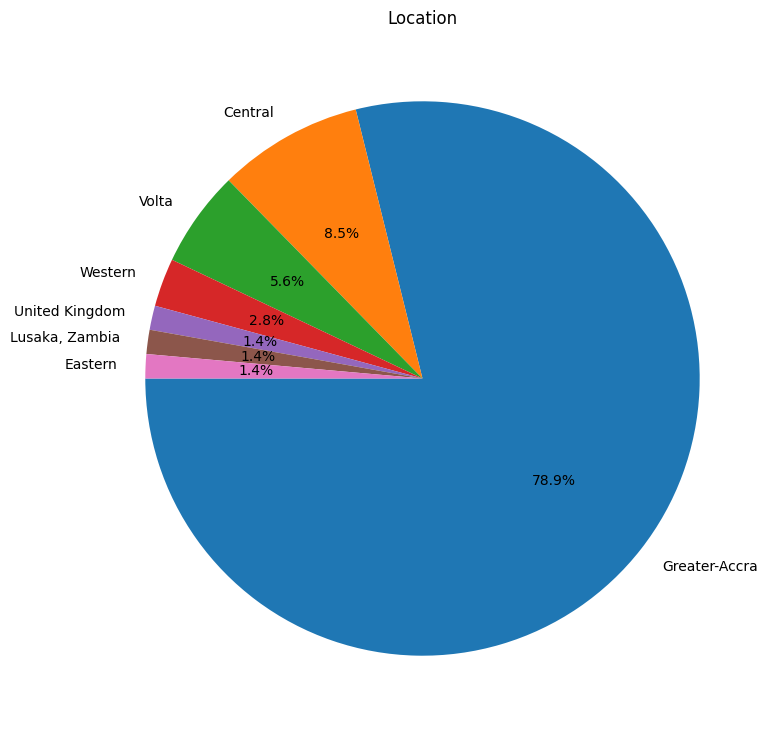 Location
Central
Volta
8.5%
Western
5.6%
United Kingdom
2.8%
Lusaka, Zambia
1.4%
1.4%
Eastern
1.4%
78.9%
Greater-Accra